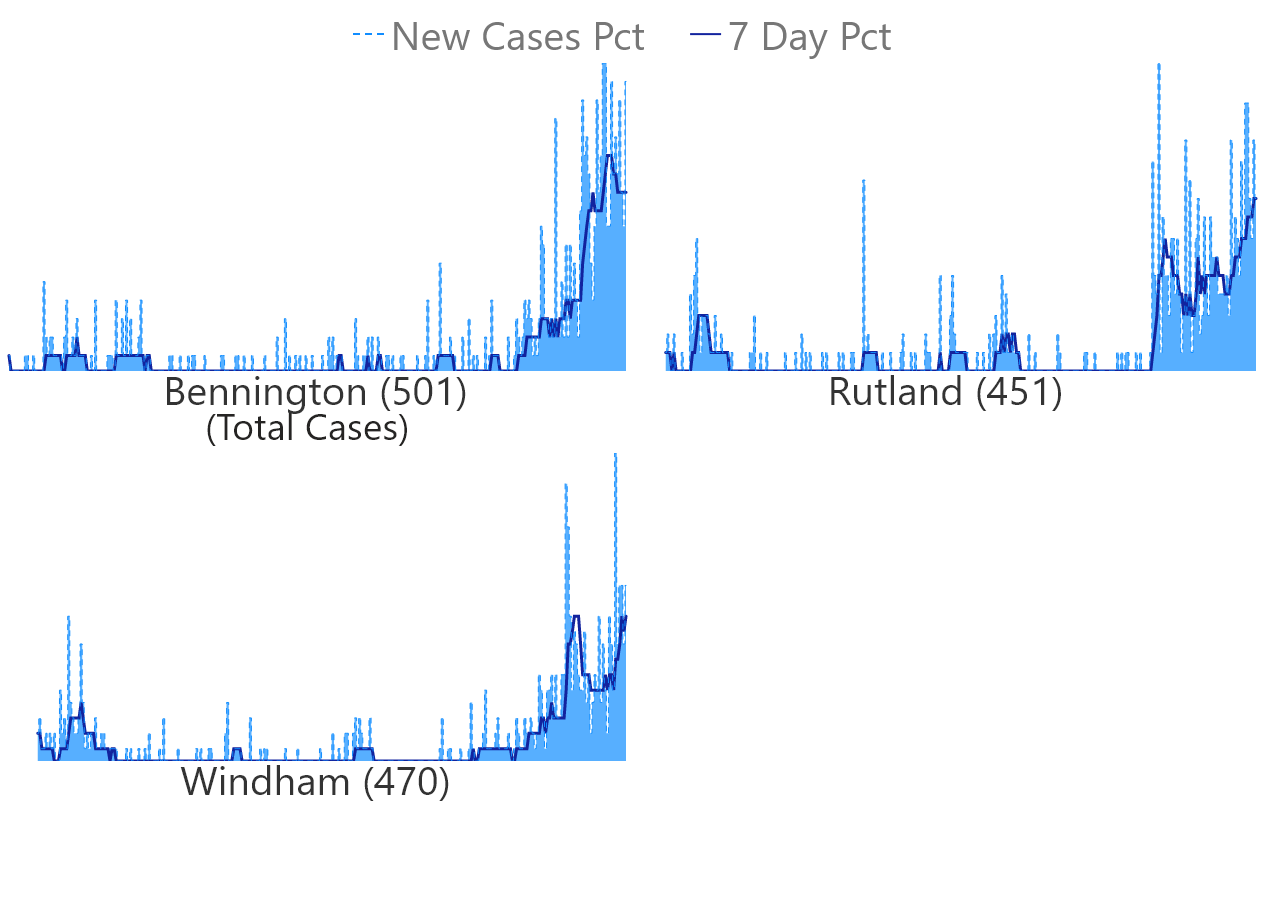 New Cases Pct 7 Day Pct
Bennington (501)
(Total Cases)
Rutland (451)
Windham (470)